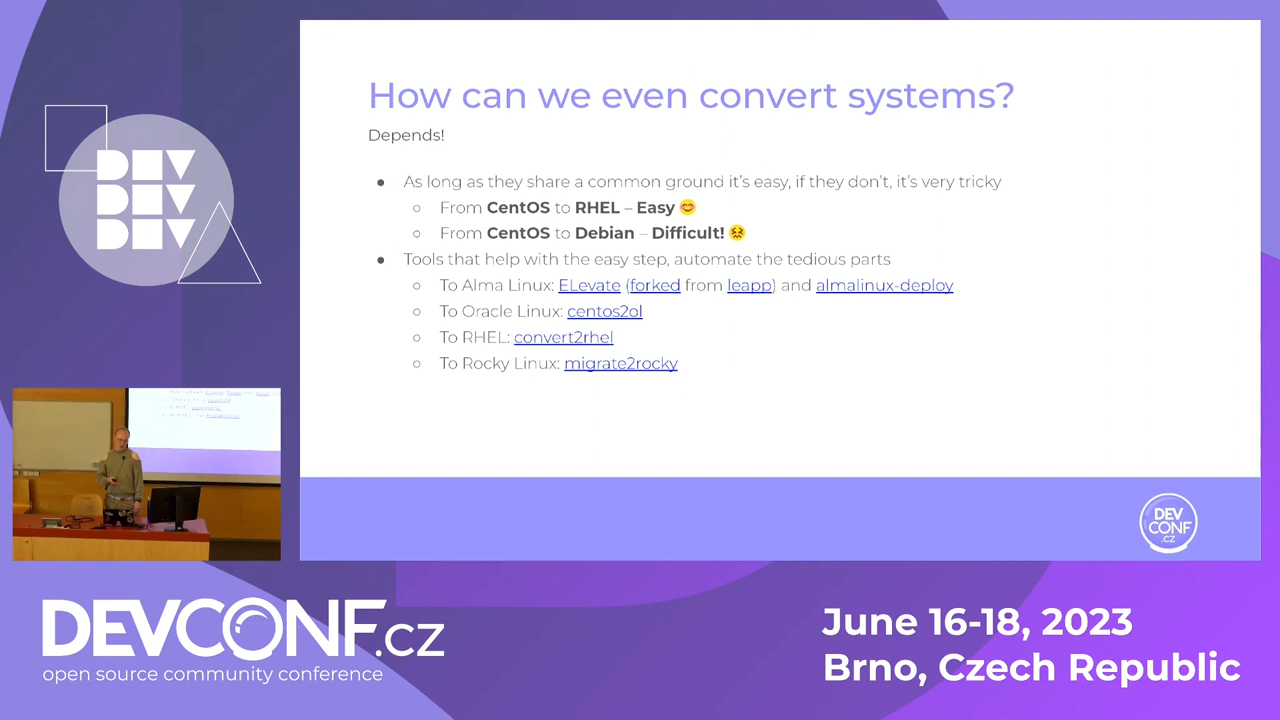 DEV
DEV
DEV
How can we even convert systems?
Depends!
● As long as they share a common ground it's easy, if they don't, it's very tricky
○ From CentOS to RHEL – Easy 😊
○ From CentOS to Debian – Difficult! 😖
● Tools that help with the easy step, automate the tedious parts
○ To Alma Linux: ELevate (forked from leapp) and almalinux-deploy
○ To Oracle Linux: centos2ol
○ To RHEL: convert2rhel
○ To Rocky Linux: migrate2rocky
DEV
CONF
.CZ
DEVCONF.cz
open source community conference
June 16-18, 2023
Brno, Czech Republic